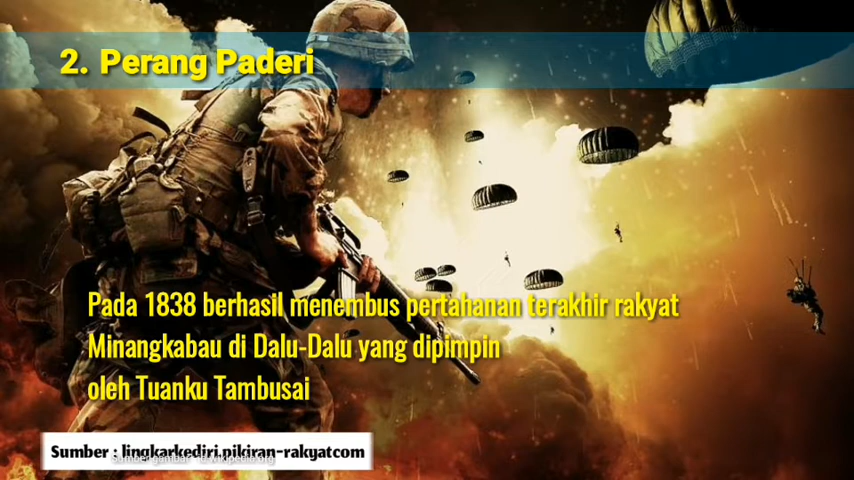 2. Perang Paderi
Pada 1838 berhasil menembus pertahanan terakhir rakyat
Minangkabau di Dalu-Dalu yang dipimpin
oleh Tuanku Tambusai
Sumber : lingkarkediri.pikiran-rakyatcom